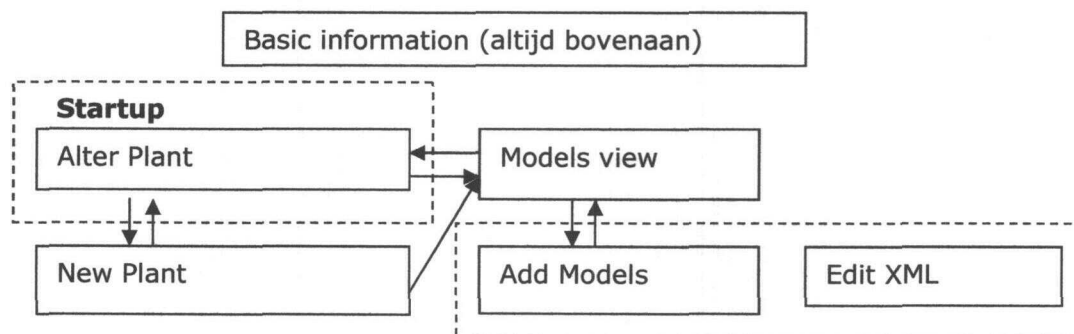 Basic information (altijd bovenaan)
Startup
Alter Plant
Models view
New Plant
Add Models
Edit XML